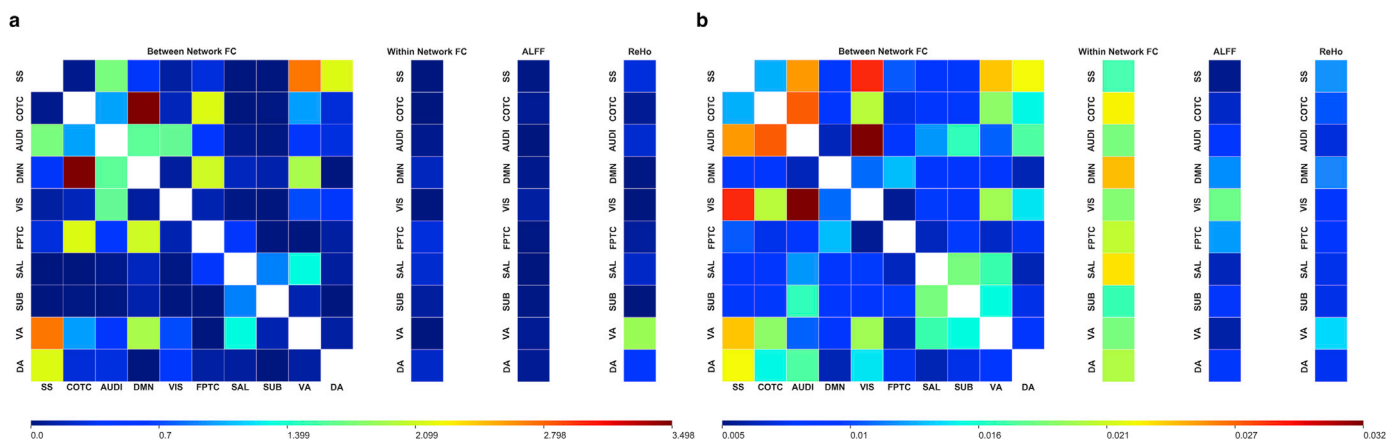 a
Between Network FC
Within Network FC
ALFF
ReHo
SS
COTC
AUDI
DMN
VIS
FPTC
SAL
SUB
VA
DA
SS
COTC
AUDI
DMN
VIS
FPTC
SAL
SUB
VA
DA
SS
COTC
AUDI
DMN
VIS
FPTC
SAL
SUB
VA
DA
SS
COTC
AUDI
DMN
VIS
FPTC
SAL
SUB
VA
DA
SS COTC AUDI DMN VIS FPTC SAL SUB VA DA
0.0 0.7 1.399 2.099 2.798 3.498
b
Between Network FC
Within Network FC
ALFF
ReHo
SS
COTC
AUDI
DMN
VIS
FPTC
SAL
SUB
VA
DA
SS
COTC
AUDI
DMN
VIS
FPTC
SAL
SUB
VA
DA
SS
COTC
AUDI
DMN
VIS
FPTC
SAL
SUB
VA
DA
SS
COTC
AUDI
DMN
VIS
FPTC
SAL
SUB
VA
DA
SS COTC AUDI DMN VIS FPTC SAL SUB VA DA
0.005 0.01 0.016 0.021 0.027 0.032